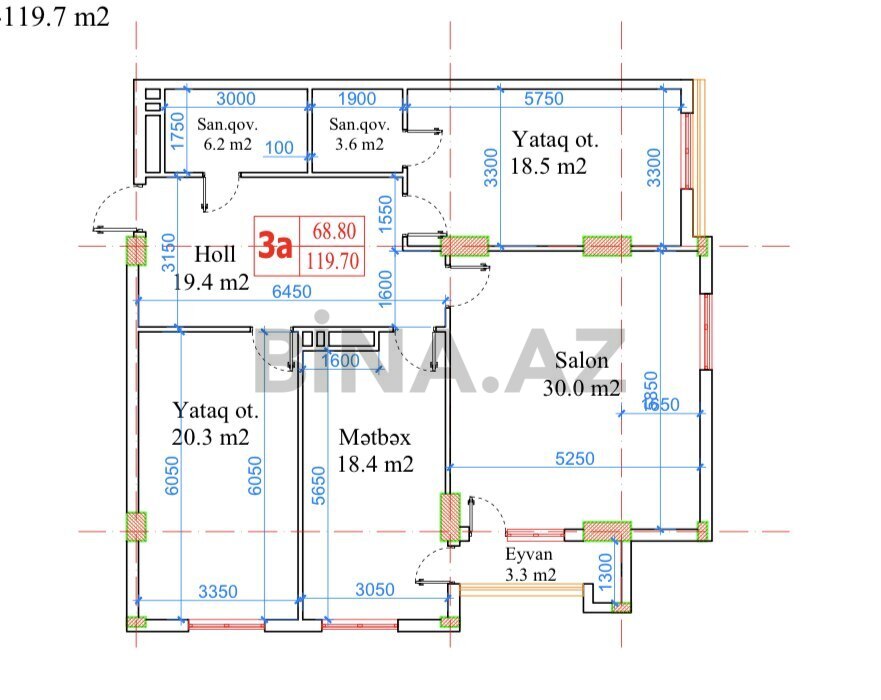 119.7 m2
3000
1900
5750
San.qov.
6.2 m2
San.qov.
3.6 m2
Yataq ot.
18.5 m2
1750
100
3300
3300
1550
3a
68.80
119.70
Holl
19.4 m2
3150
6450
1600
BİNA.AZ
1600
Salon
30.0 m2
1650
Yataq ot.
20.3 m2
Mətbəx
18.4 m2
5250
6050
6050
5650
Eyvan
3.3 m2
1300
3350
3050